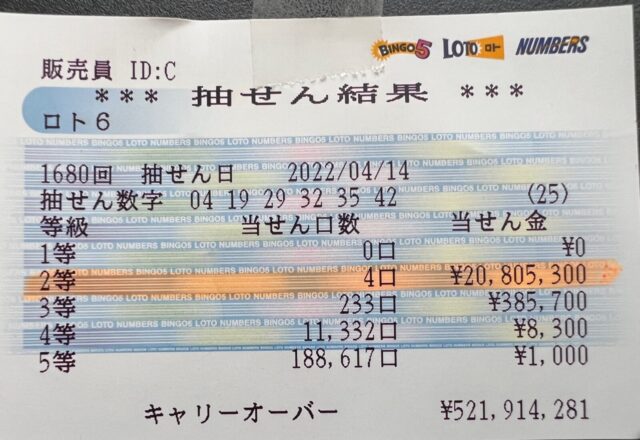 BINGO5 LOTO NUMBERS
販売員 ID:C
*** 抽せん結果 ***
ロト6
1680回 抽せん日 2022/04/14
抽せん数字 04 19 29 32 35 42 (25)
等級 当せん口数 当せん金
1等 0口 ¥0
2等 4口 ¥20,805,300
3等 233口 ¥385,700
4等 11,332口 ¥8,300
5等 188,617口 ¥1,000
キャリーオーバー ¥521,914,281